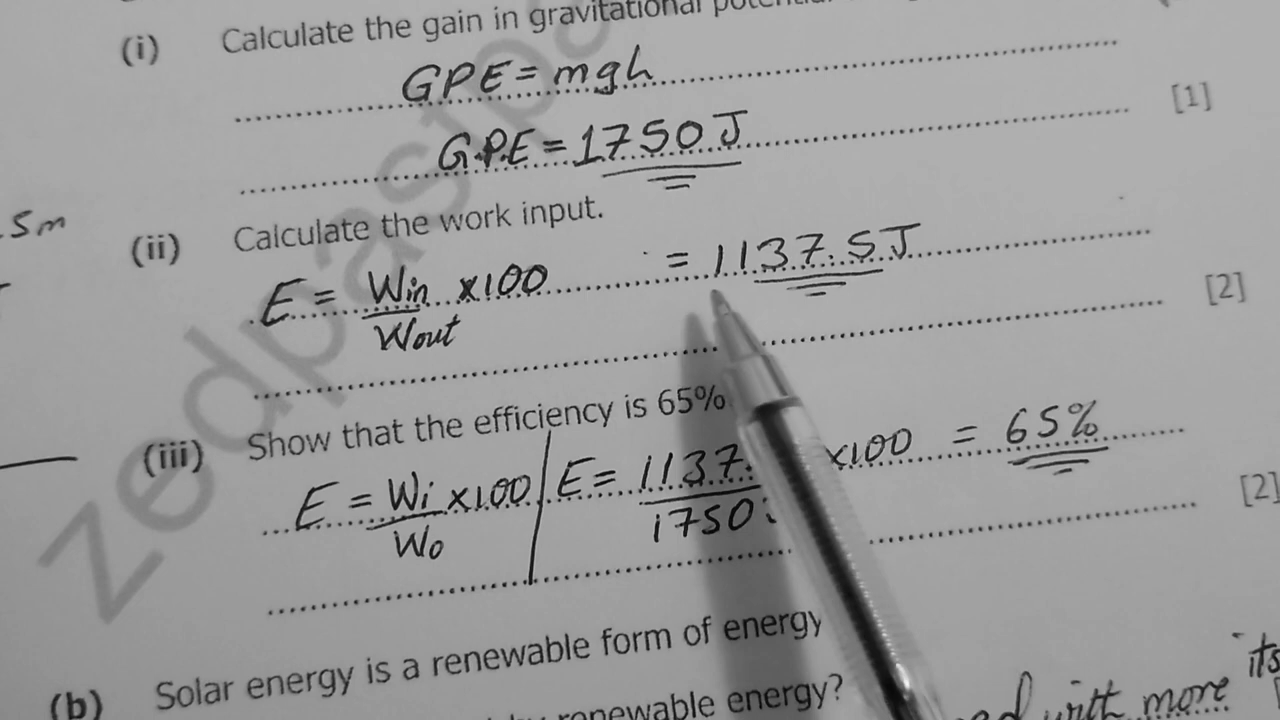 (i) Calculate the gain in gravitational
GPE = mgh
[1]
G.P.E = 1750 J
5m
(ii) Calculate the work input.
E = Win/Wout x100 = 1137.5 J
[2]
(iii) Show that the efficiency is 65%
E = Wi/Wo x100 | E = 1137./1750 x100 = 65%
[2]
(b) Solar energy is a renewable form of energy
renewable energy?
with more its
zedpastp